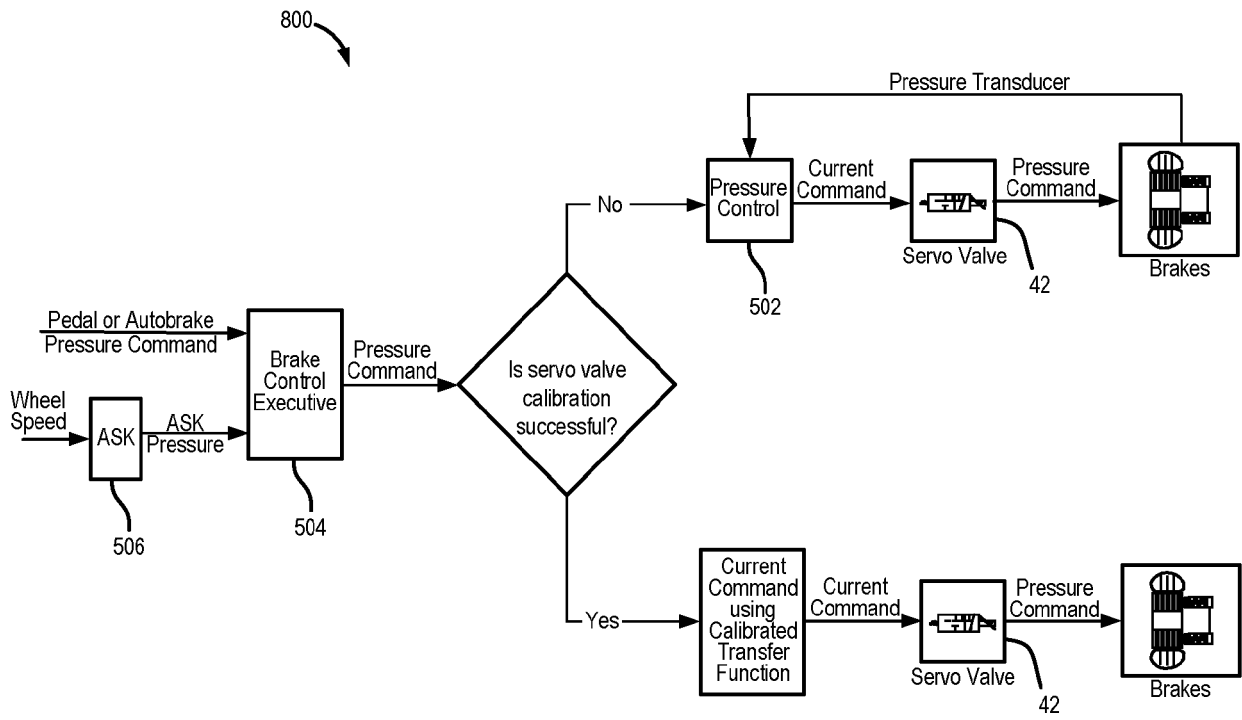 800
Pressure Transducer
Pressure
Control
Current
Command
Pressure
Command
No
Servo Valve
42
Brakes
502
Pedal or Autobrake
Pressure Command
Brake
Control
Executive
Pressure
Command
Is servo valve
calibration
successful?
Wheel
Speed
ASK
ASK
Pressure
504
506
Yes
Current
Command
using
Calibrated
Transfer
Function
Current
Command
Pressure
Command
Servo Valve
42
Brakes